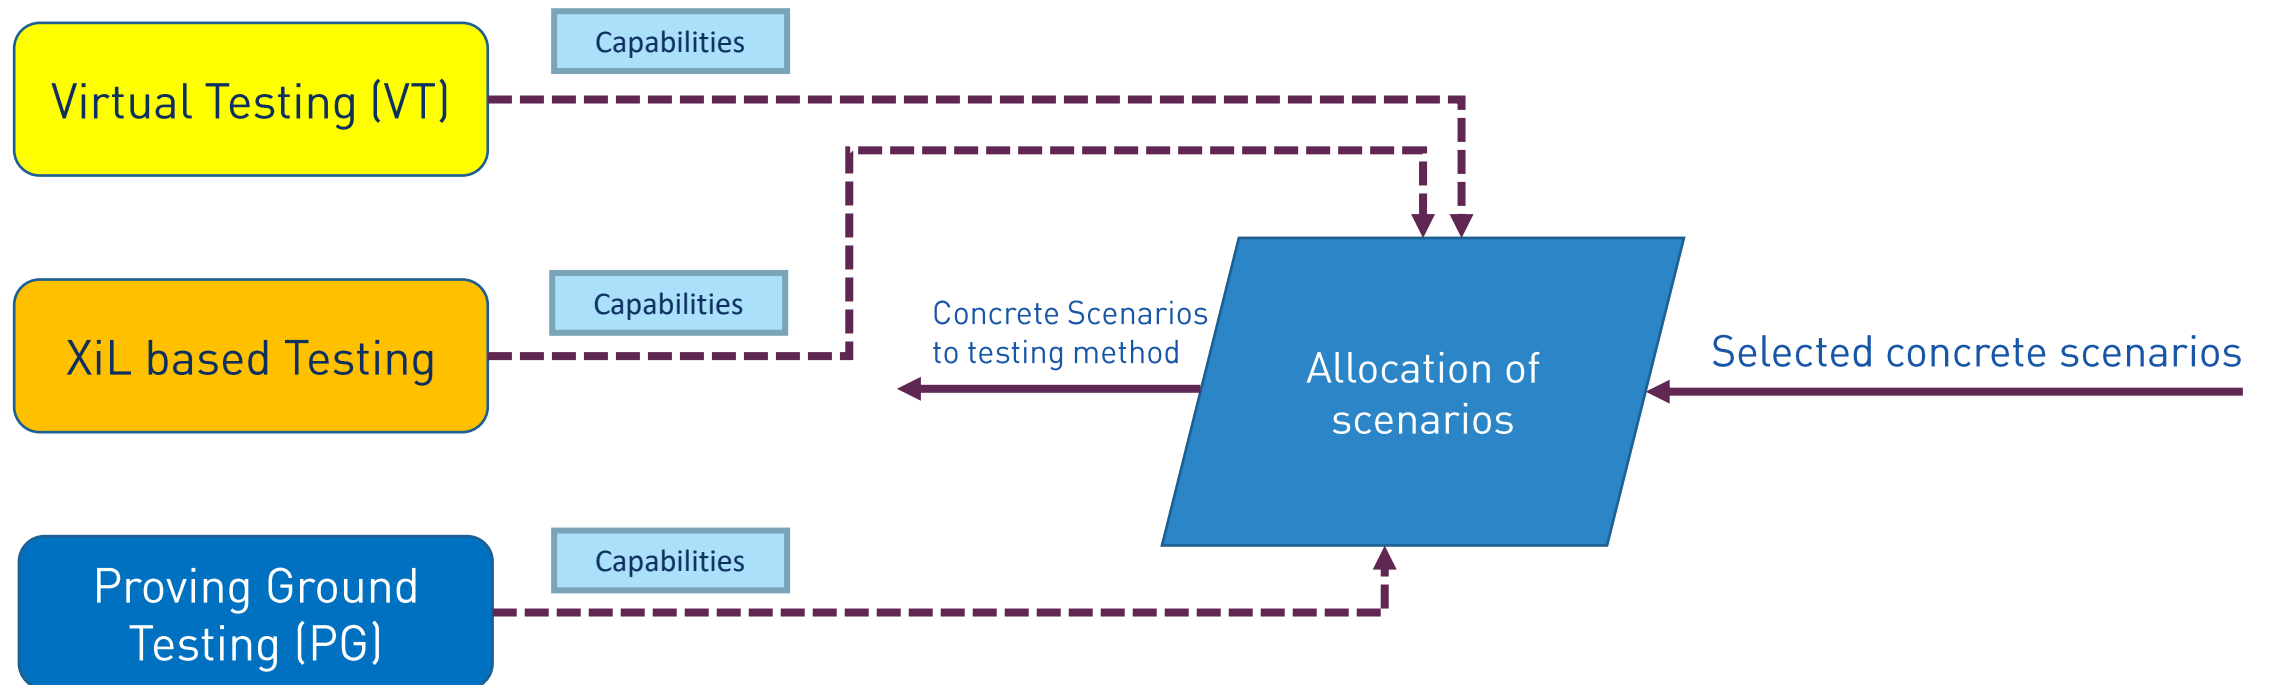 Capabilities
Virtual Testing (VT)
Capabilities
XiL based Testing
Concrete Scenarios
to testing method
Allocation of
scenarios
Selected concrete scenarios
Capabilities
Proving Ground
Testing (PG)